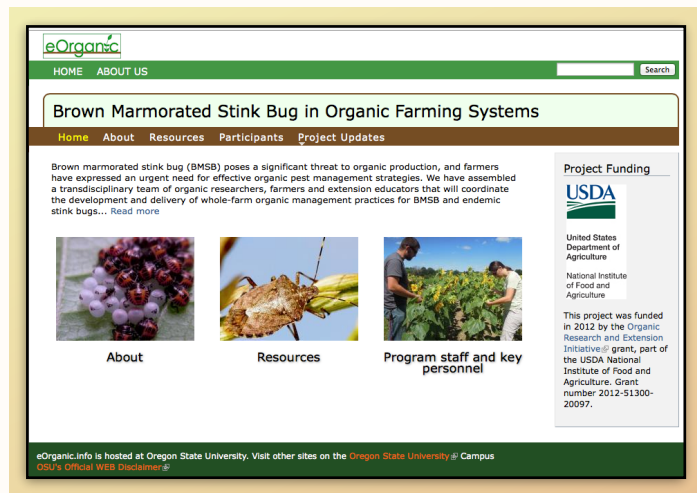 eOrganic
HOME ABOUT US
Search
Brown Marmorated Stink Bug in Organic Farming Systems
Home About Resources Participants Project Updates
Brown marmorated stink bug (BMSB) poses a significant threat to organic production, and farmers
have expressed an urgent need for effective organic pest management strategies. We have assembled
a transdisciplinary team of organic researchers, farmers and extension educators that will coordinate
the development and delivery of whole-farm organic management practices for BMSB and endemic
stink bugs... Read more
About
Resources
Program staff and key
personnel
Project Funding
USDA
United States
Department of
Agriculture
National Institute
of Food and
Agriculture
This project was funded
in 2012 by the Organic
Research and Extension
Initiative grant, part of
the USDA National
Institute of Food and
Agriculture. Grant
number 2012-51300-
20097.
eOrganic.info is hosted at Oregon State University. Visit other sites on the Oregon State University Campus
OSU's Official WEB Disclaimer